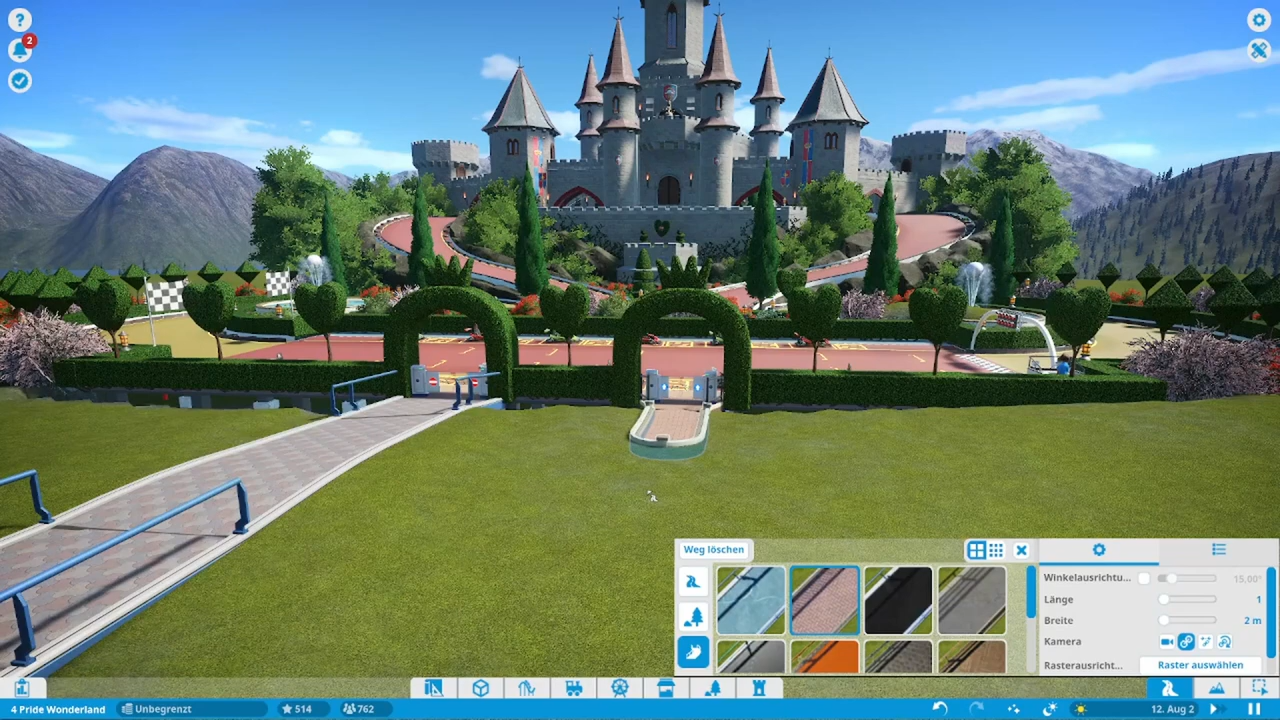 ?
2
Weg löschen
Winkelausrichtu... 15.00°
Länge 1
Breite 2 m
Kamera
Rasterausricht... Raster auswählen
4 Pride Wonderland Unbegrenzt 514 762 12. Aug 2